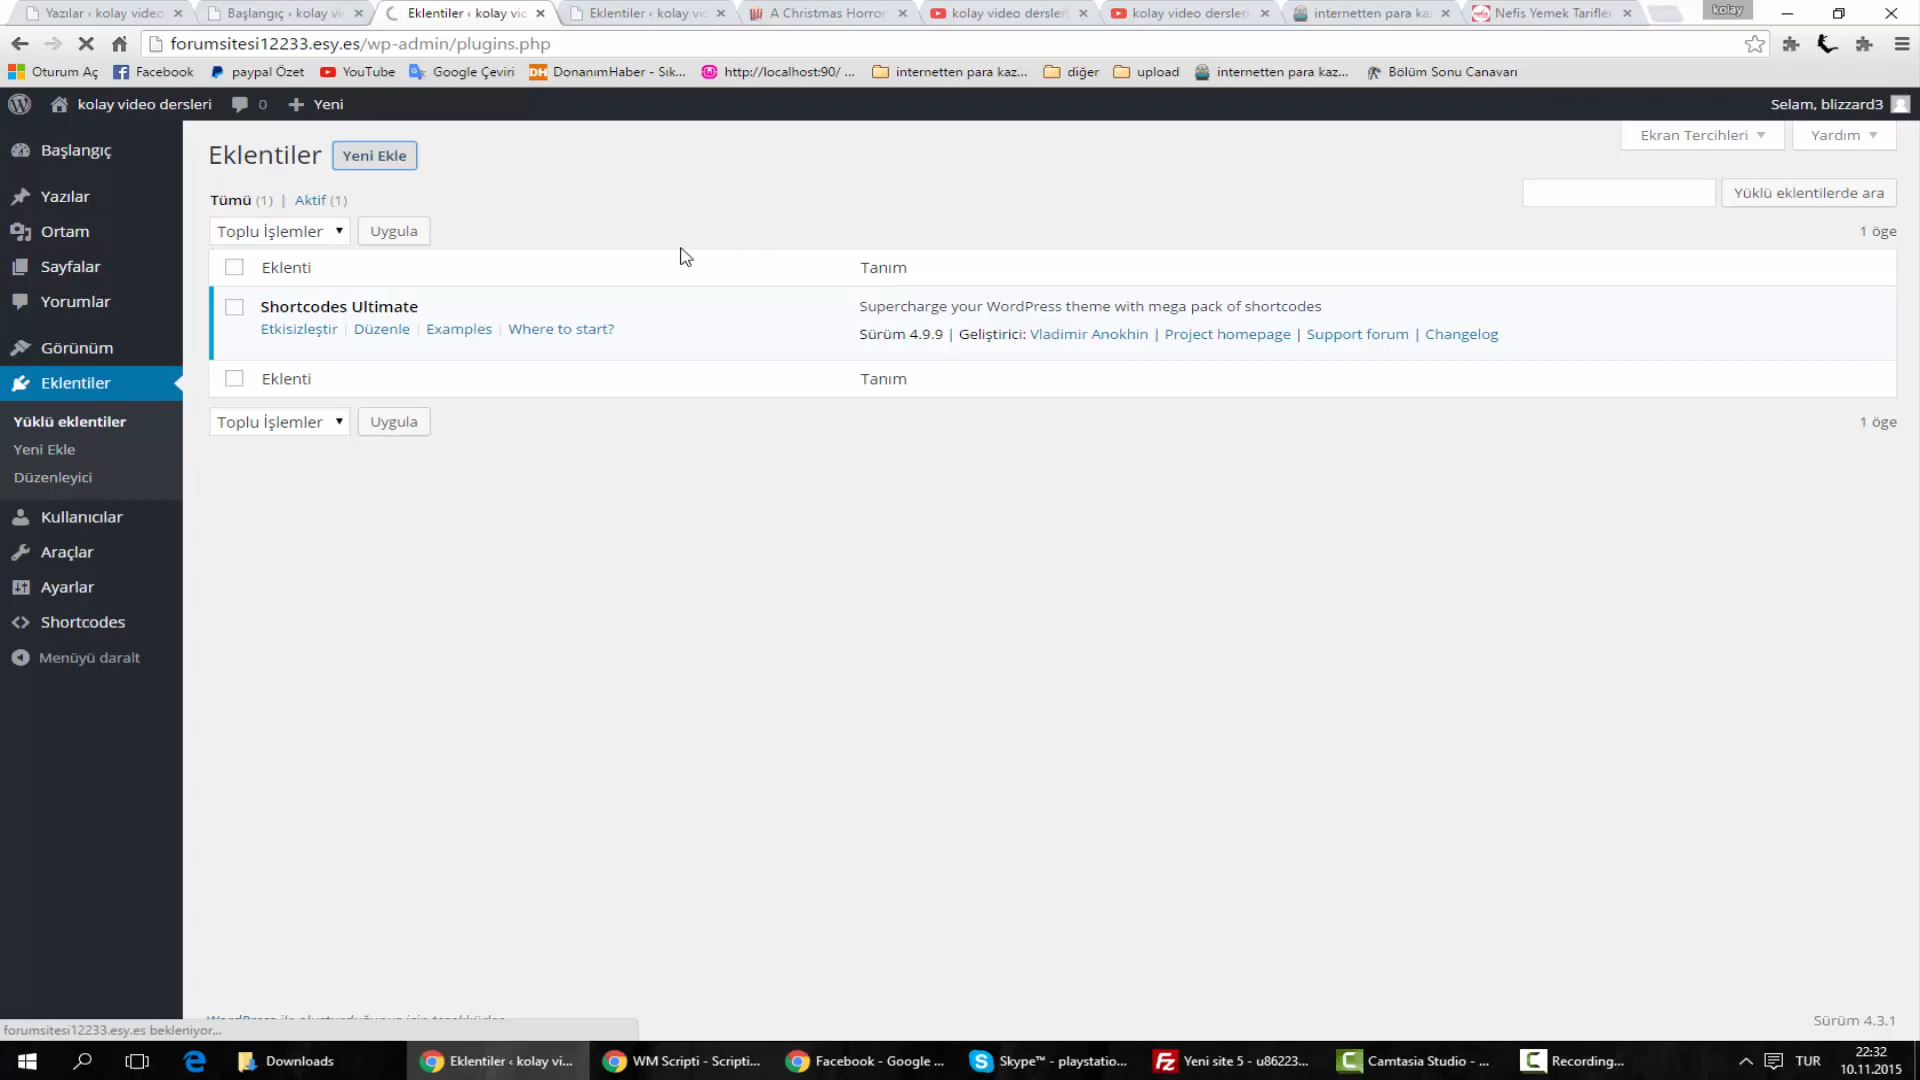 Yazılar ‹ kolay video
Başlangıç ‹ kolay vi
Eklentiler ‹ kolay vic
Eklentiler ‹ kolay vic
A Christmas Horror
kolay video dersleri
kolay video dersleri
internetten para ka
Nefis Yemek Tarifler
kolay
forumsitesi12233.esy.es/wp-admin/plugins.php
Oturum Aç
Facebook
paypal Özet
YouTube
Google Çeviri
DH DonanımHaber - Sık...
http://localhost:90/ ...
internetten para kaz...
diğer
upload
internetten para kaz...
Bölüm Sonu Canavarı
kolay video dersleri
0
Yeni
Selam, blizzard3
Başlangıç
Yazılar
Ortam
Sayfalar
Yorumlar
Görünüm
Eklentiler
Yüklü eklentiler
Yeni Ekle
Düzenleyici
Kullanıcılar
Araçlar
Ayarlar
Shortcodes
Menüyü daralt
Ekran Tercihleri
Yardım
Eklentiler Yeni Ekle
Tümü (1) | Aktif (1)
Yüklü eklentilerde ara
Toplu İşlemler
Uygula
1 öge
Eklenti
Tanım
Shortcodes Ultimate
Supercharge your WordPress theme with mega pack of shortcodes
Etkisizleştir | Düzenle | Examples | Where to start?
Sürüm 4.9.9 | Geliştirici: Vladimir Anokhin | Project homepage | Support forum | Changelog
Eklenti
Tanım
Toplu İşlemler
Uygula
1 öge
WordPress ile oluşturduğunuz için teşekkürler.
Sürüm 4.3.1
forumsitesi12233.esy.es bekleniyor...
Downloads
Eklentiler ‹ kolay vi...
WM Scripti - Scripti...
Facebook - Google ...
Skype™ - playstatio...
Yeni site 5 - u86223...
Camtasia Studio - ...
Recording...
TUR
22:32
10.11.2015